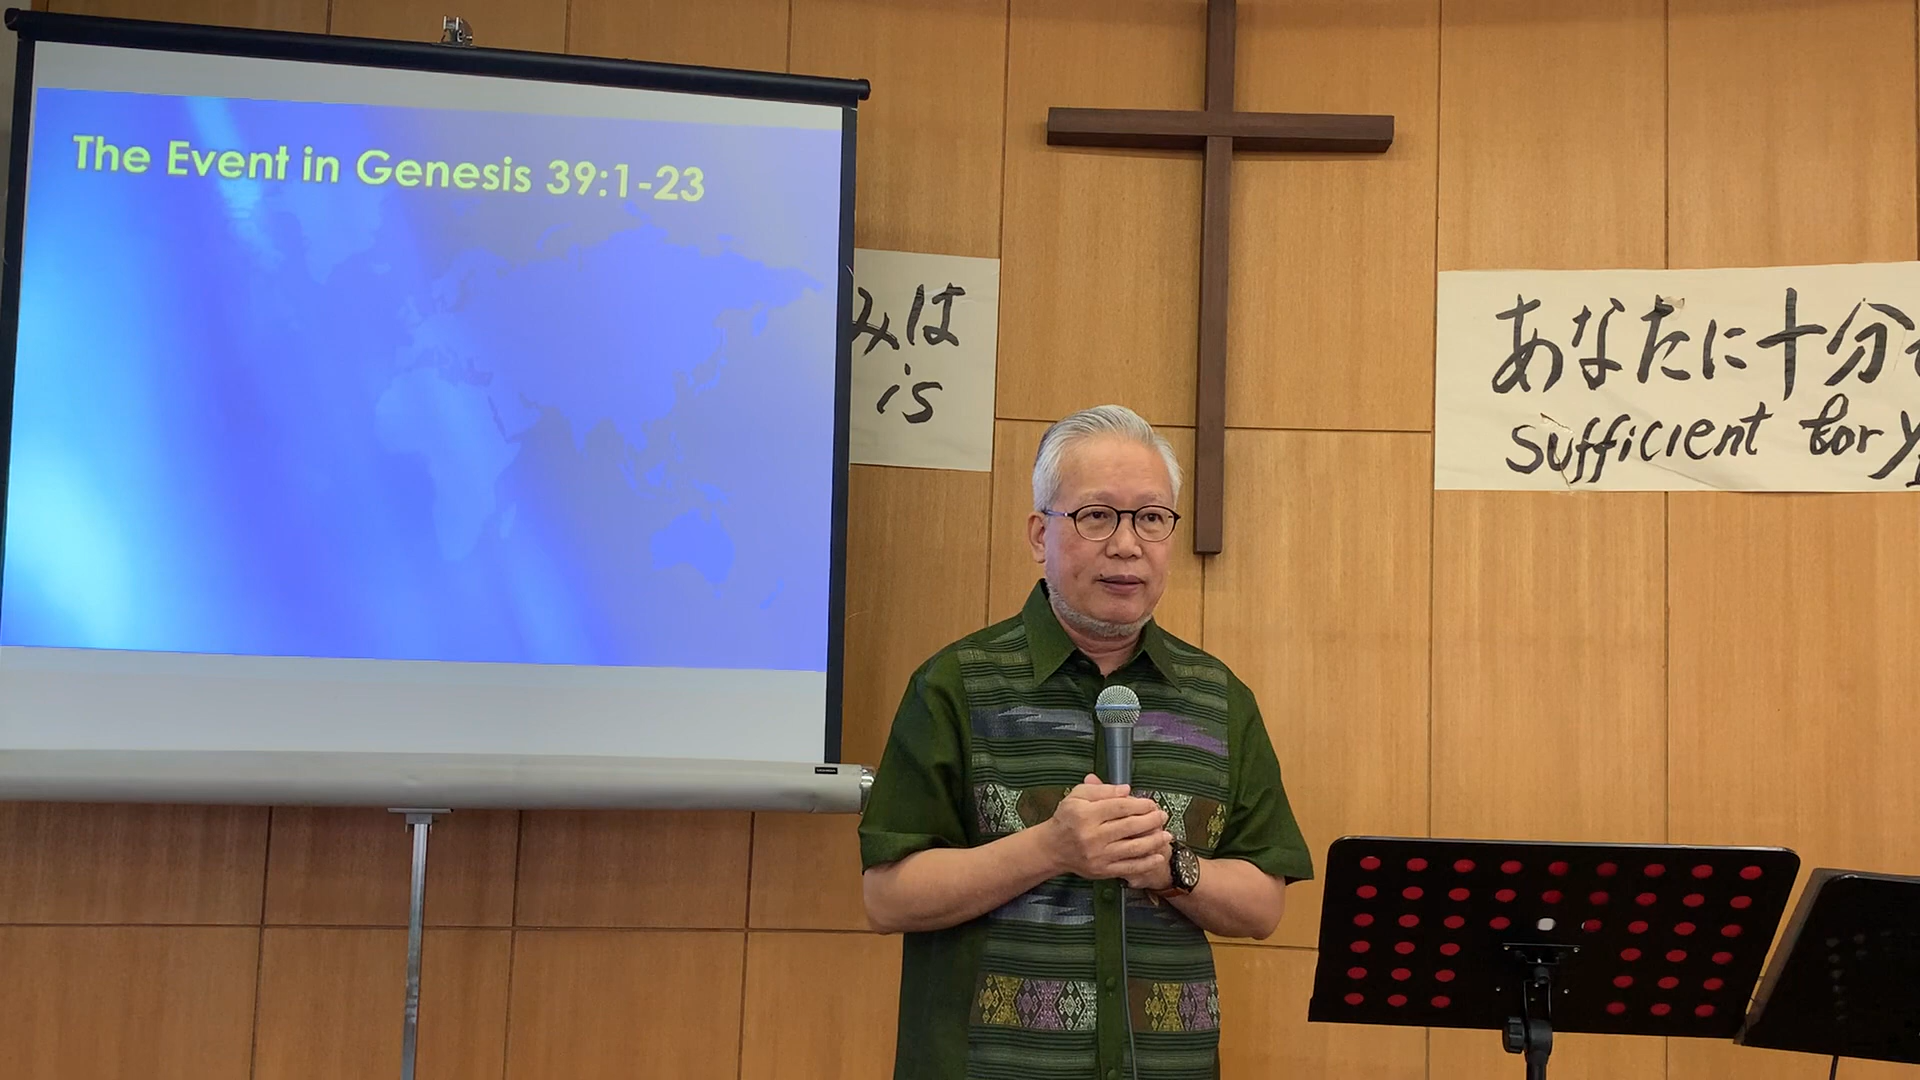 The Event in Genesis 39:1-23
みは
is
あなたに十分
sufficient for